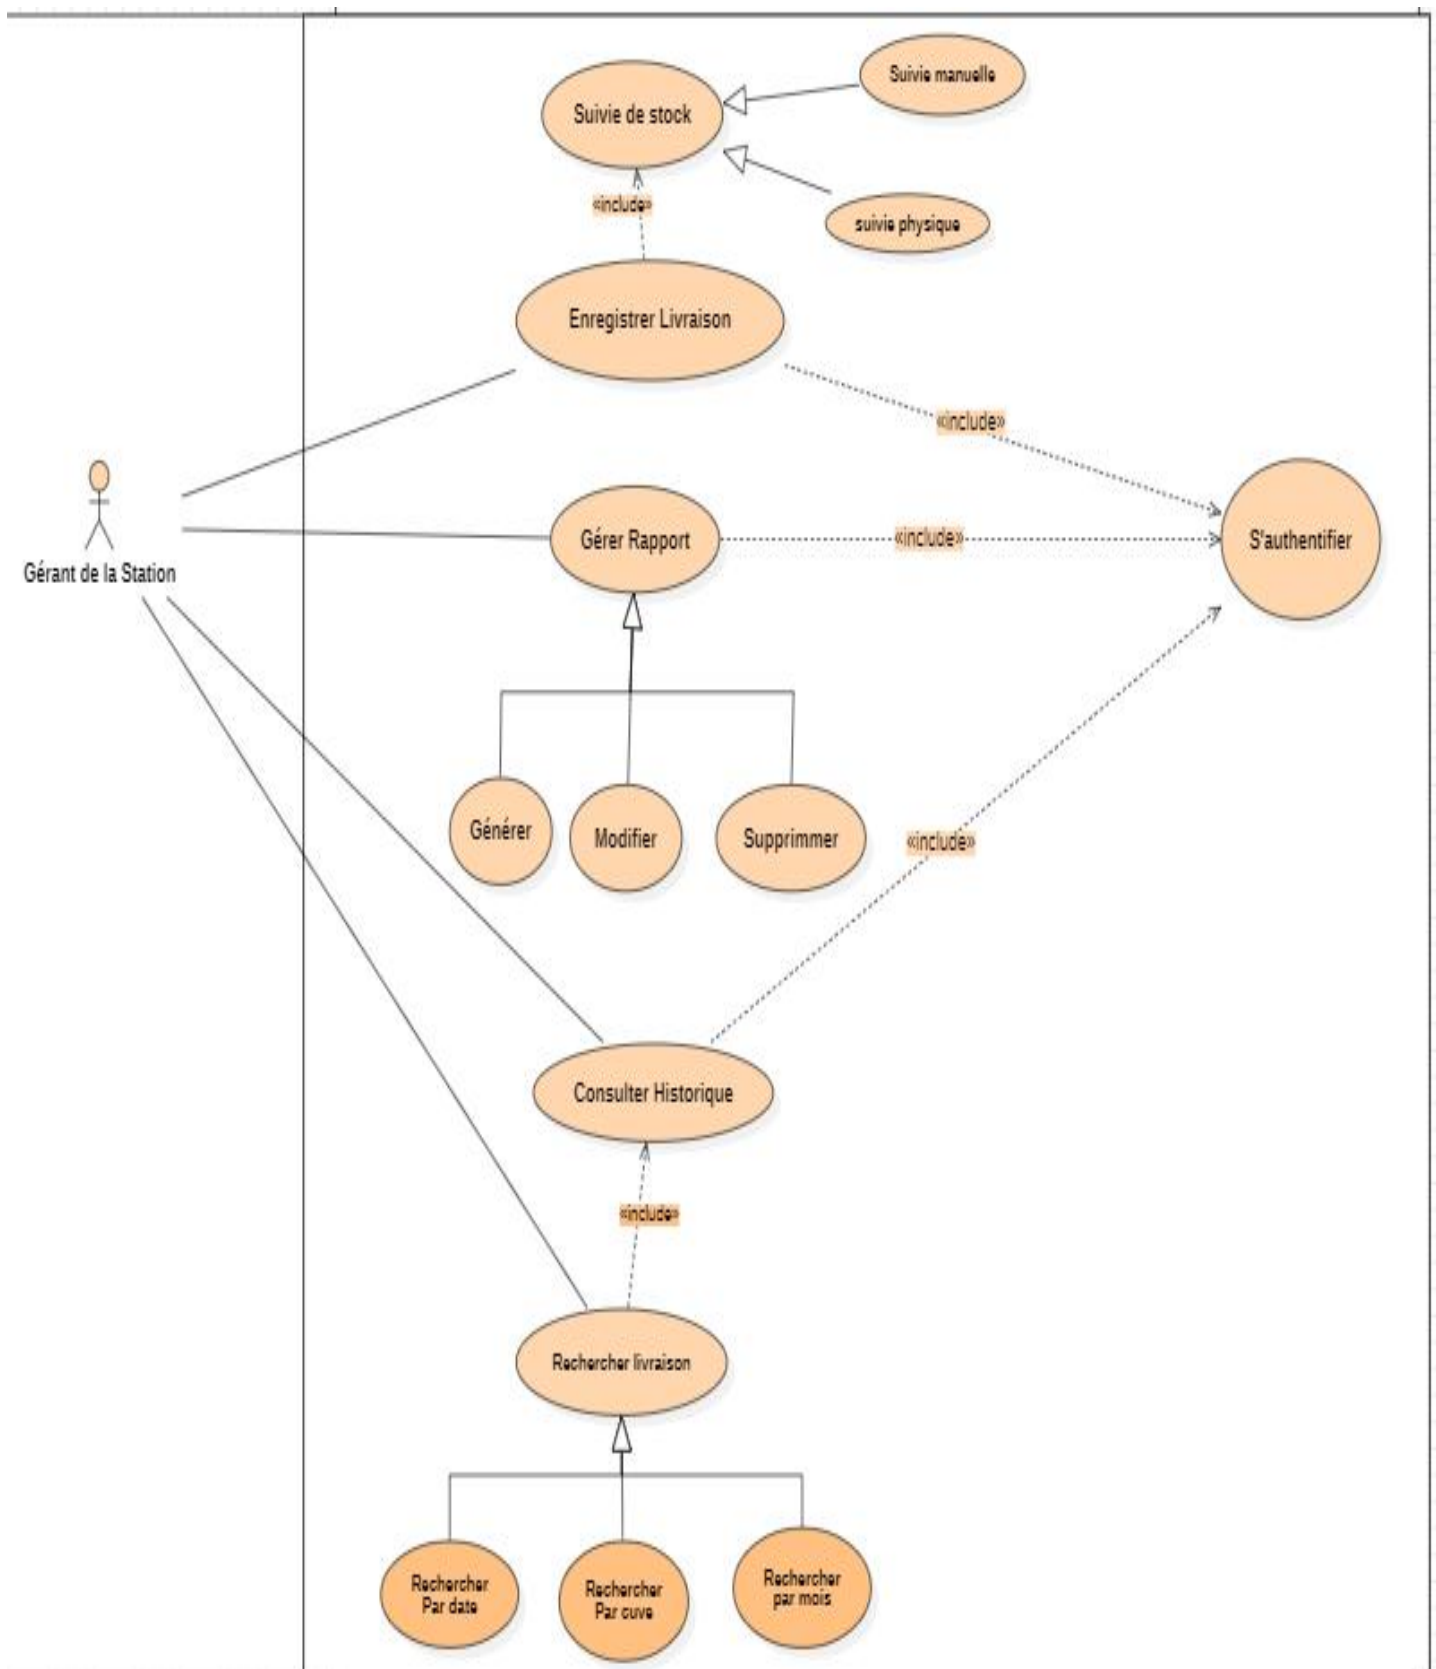 Suivie manuelle
Suivie de stock
«include»
suivie physique
Enregistrer Livraison
«include»
Gérer Rapport
«include»
S'authentifier
Gérant de la Station
Générer
Modifier
Supprimmer
«include»
Consulter Historique
«include»
Rechercher livraison
Rechercher
Par date
Rechercher
Par cuve
Rechercher
par mois